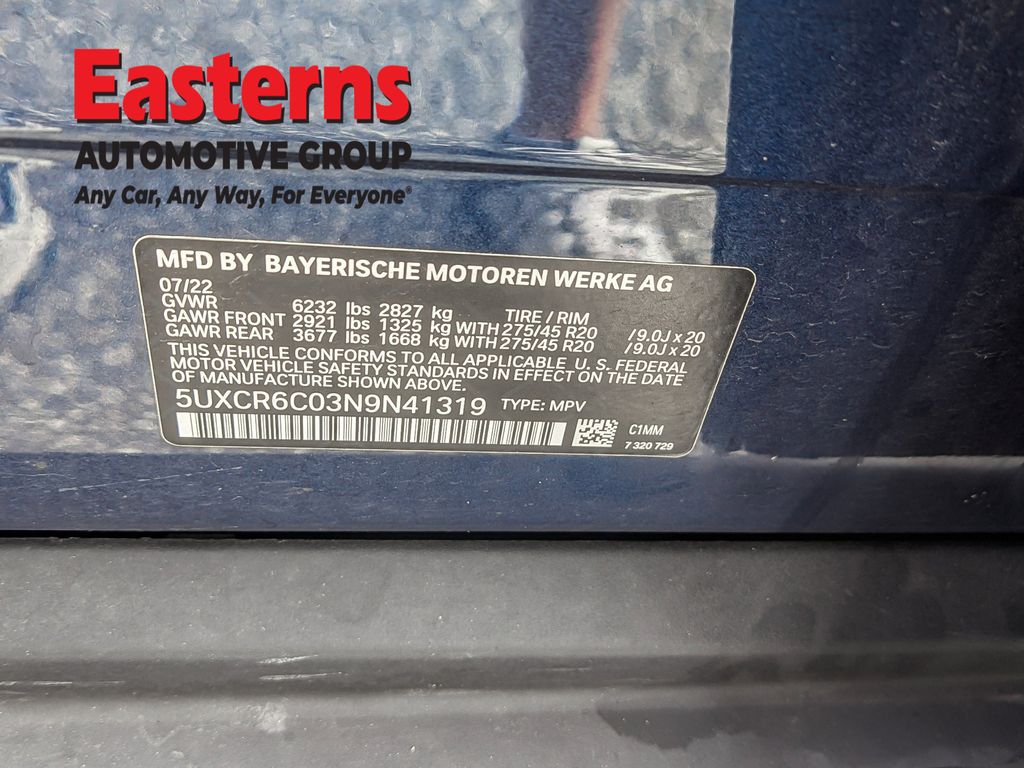 Easterns
AUTOMOTIVE GROUP
Any Car, Any Way, For Everyone®
MFD BY BAYERISCHE MOTOREN WERKE AG
07/22
GVWR 6232 lbs 2827 kg TIRE / RIM
GAWR FRONT 2921 lbs 1325 kg WITH 275/45 R20 / 9.0J x 20
GAWR REAR 3677 lbs 1668 kg WITH 275/45 R20 / 9.0J x 20
THIS VEHICLE CONFORMS TO ALL APPLICABLE U. S. FEDERAL
MOTOR VEHICLE SAFETY STANDARDS IN EFFECT ON THE DATE
OF MANUFACTURE SHOWN ABOVE.
5UXCR6C03N9N41319 TYPE: MPV
C1MM
7 320 729